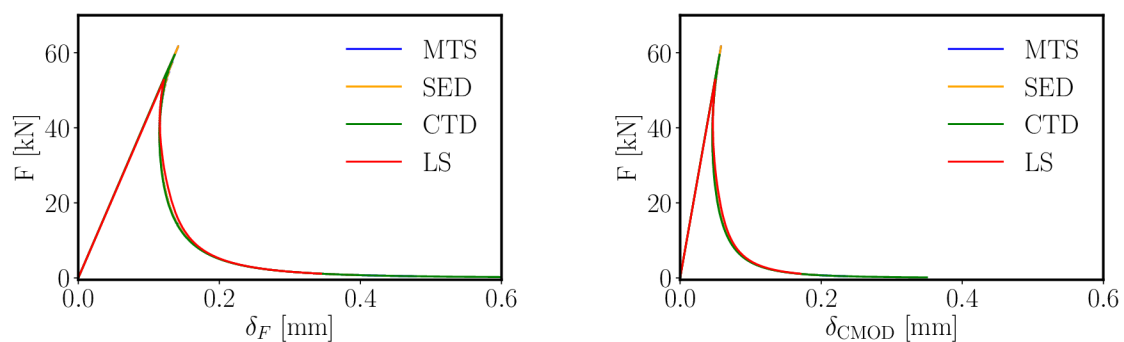 F [kN]
60
40
20
0
0.0 0.2 0.4 0.6
δ_F [mm]
MTS
SED
CTD
LS
F [kN]
60
40
20
0
0.0 0.2 0.4 0.6
δ_CMOD [mm]
MTS
SED
CTD
LS